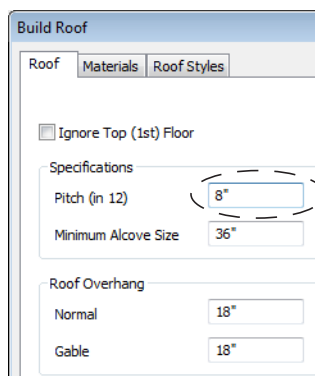 Build Roof
Roof Materials Roof Styles
Ignore Top (1st) Floor
Specifications
Pitch (in 12) 8"
Minimum Alcove Size 36"
Roof Overhang
Normal 18"
Gable 18"